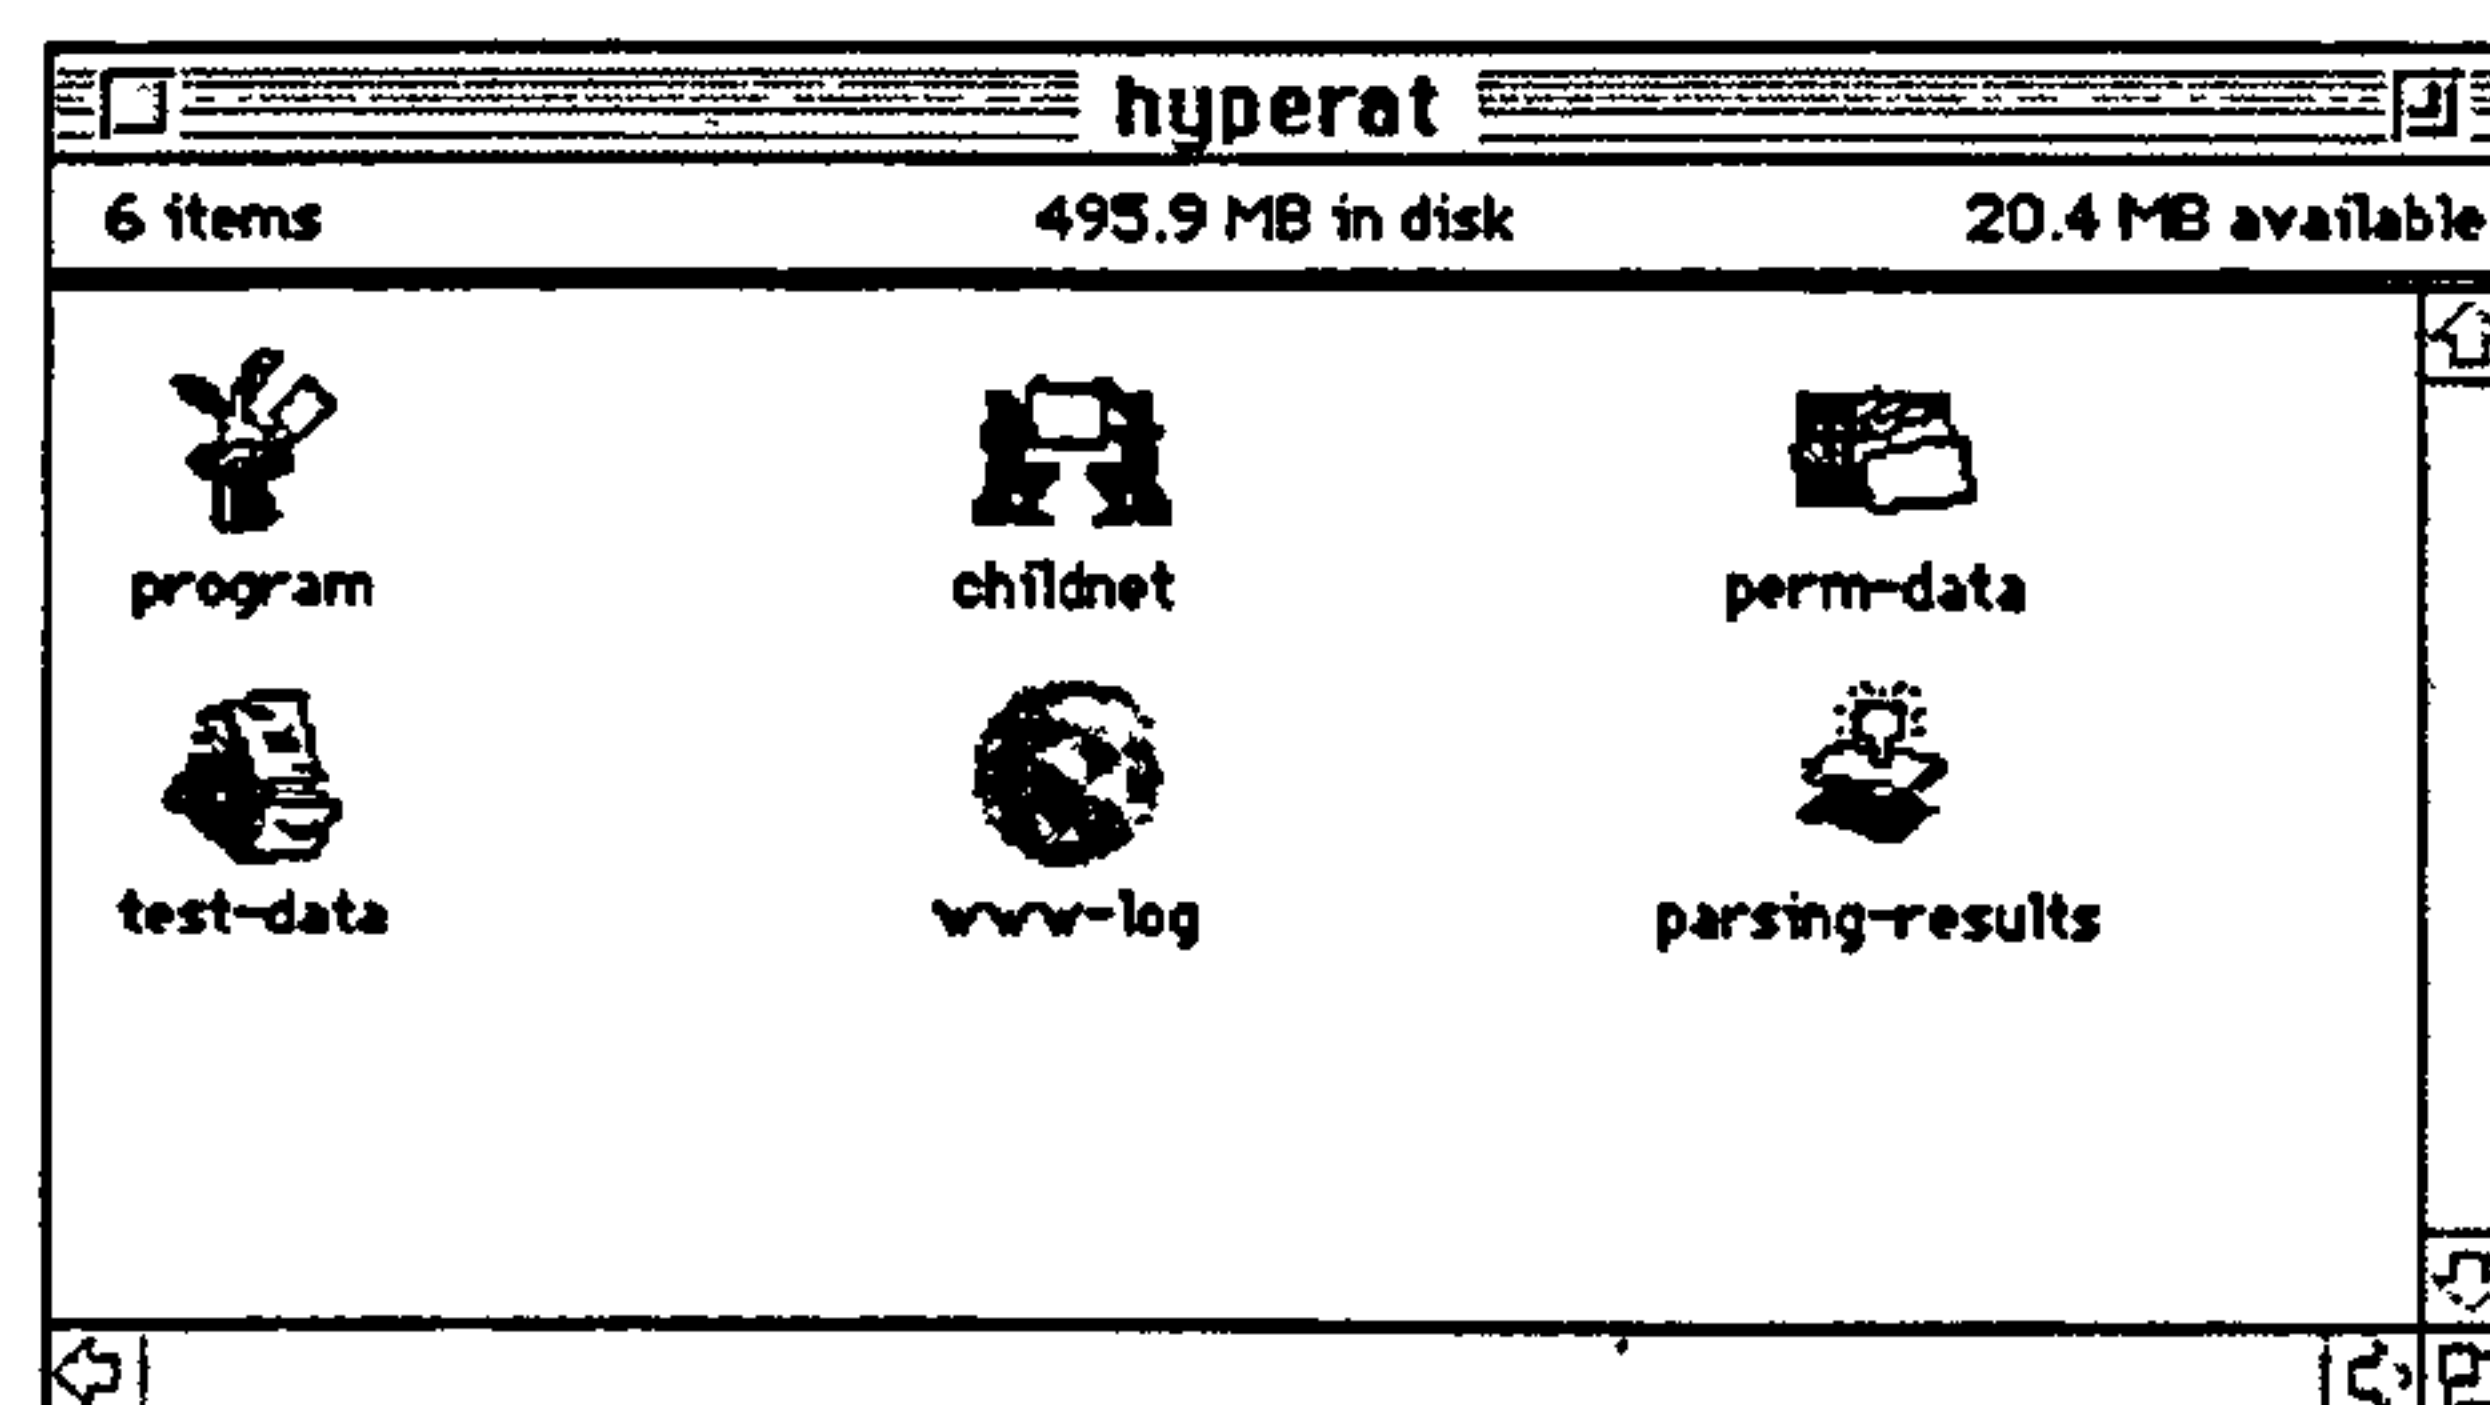 hyperat
6 items 495.9 MB in disk 20.4 MB available
program childnet perm-data
test-data www-log parsing-results